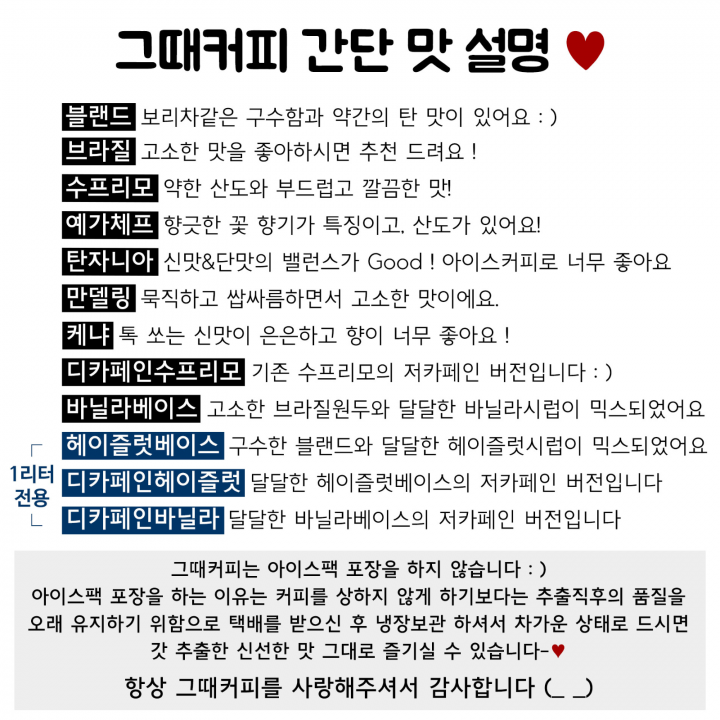 그때커피 간단 맛 설명 ♥
블랜드 보리차같은 구수함과 약간의 탄 맛이 있어요 : )
브라질 고소한 맛을 좋아하시면 추천 드려요 !
수프리모 약한 산도와 부드럽고 깔끔한 맛!
예가체프 향긋한 꽃 향기가 특징이고, 산도가 있어요!
탄자니아 신맛&단맛의 밸런스가 Good ! 아이스커피로 너무 좋아요
만델링 묵직하고 쌉싸름하면서 고소한 맛이에요.
케냐 톡 쏘는 신맛이 은은하고 향이 너무 좋아요 !
디카페인수프리모 기존 수프리모의 저카페인 버전입니다 : )
바닐라베이스 고소한 브라질원두와 달달한 바닐라시럽이 믹스되었어요
1리터
전용
헤이즐럿베이스 구수한 블랜드와 달달한 헤이즐럿시럽이 믹스되었어요
디카페인헤이즐럿 달달한 헤이즐럿베이스의 저카페인 버전입니다
디카페인바닐라 달달한 바닐라베이스의 저카페인 버전입니다
그때커피는 아이스팩 포장을 하지 않습니다 : )
아이스팩 포장을 하는 이유는 커피를 상하지 않게 하기보다는 추출직후의 품질을
오래 유지하기 위함으로 택배를 받으신 후 냉장보관 하셔서 차가운 상태로 드시면
갓 추출한 신선한 맛 그대로 즐기실 수 있습니다~♥
항상 그때커피를 사랑해주셔서 감사합니다 (_ _)